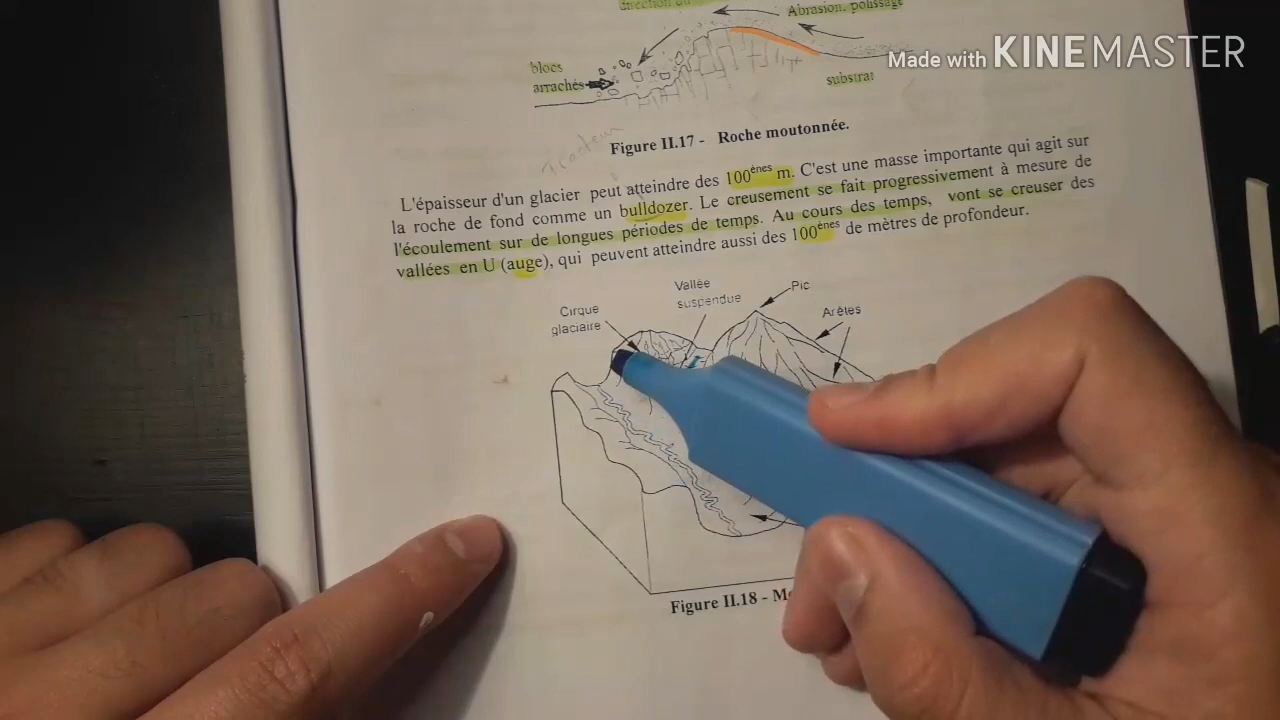 direction du
Abrasion, polissage
Made with KINEMASTER
blocs
arrachés
substrat
Figure II.17 - Roche moutonnée.
L'épaisseur d'un glacier peut atteindre des 100ènes m. C'est une masse importante qui agit sur
la roche de fond comme un bulldozer. Le creusement se fait progressivement à mesure de
l'écoulement sur de longues périodes de temps. Au cours des temps, vont se creuser des
vallées en U (auge), qui peuvent atteindre aussi des 100ènes de mètres de profondeur.
Vallée
suspendue
Pic
Cirque
glaciaire
Arêtes
Figure II.18 -